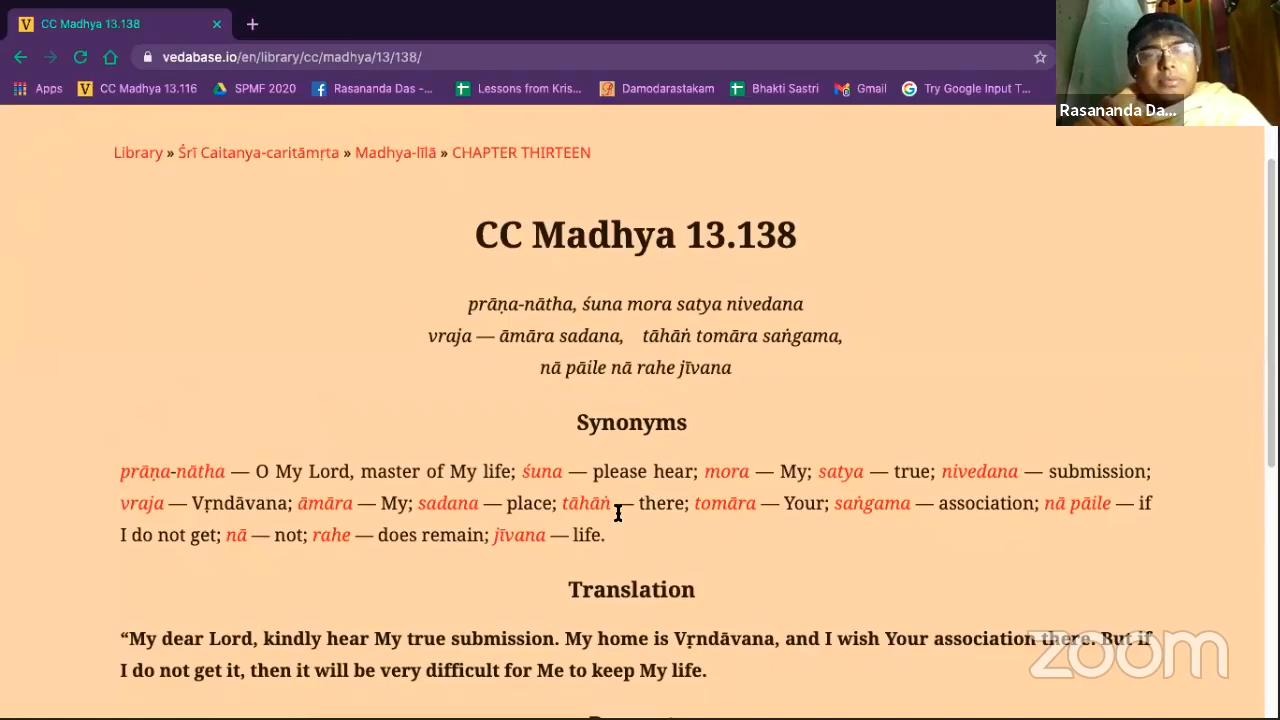 CC Madhya 13.138
vedabase.io/en/library/cc/madhya/13/138/
Apps CC Madhya 13.116 SPMF 2020 Rasananda Das -... Lessons from Kris... Damodarastakam Bhakti Sastri Gmail Try Google Input T...
Rasananda Da...
Library » Śrī Caitanya-caritāmṛta » Madhya-līlā » CHAPTER THIRTEEN
CC Madhya 13.138
prāṇa-nātha, śuna mora satya nivedana
vraja — āmāra sadana, tāhāṅ tomāra saṅgama,
nā pāile nā rahe jīvana
Synonyms
prāṇa-nātha — O My Lord, master of My life; śuna — please hear; mora — My; satya — true; nivedana — submission;
vraja — Vṛndāvana; āmāra — My; sadana — place; tāhāṅ — there; tomāra — Your; saṅgama — association; nā pāile — if
I do not get; nā — not; rahe — does remain; jīvana — life.
Translation
“My dear Lord, kindly hear My true submission. My home is Vṛndāvana, and I wish Your association there. But if
I do not get it, then it will be very difficult for Me to keep My life.
zoom